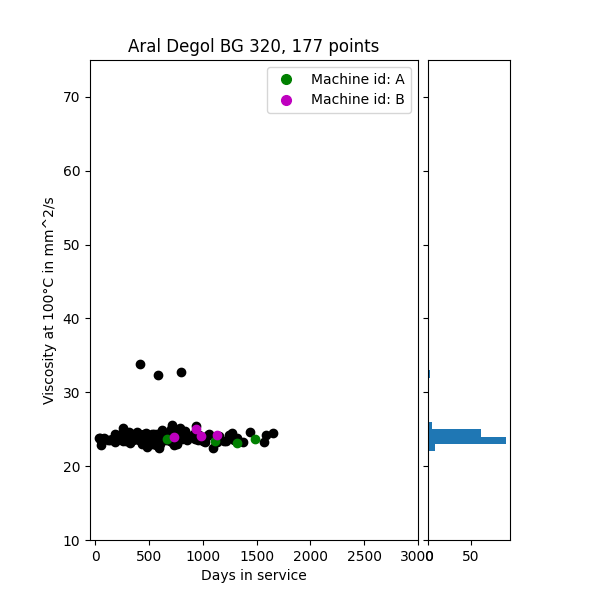 Aral Degol BG 320, 177 points
Machine id: A
Machine id: B
Viscosity at 100°C in mm^2/s
70
60
50
40
30
20
10
0 500 1000 1500 2000 2500 3000
0 50
Days in service